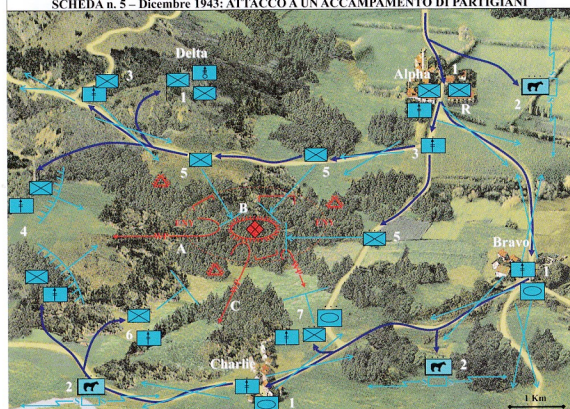 SCHEDA n. 5 – Dicembre 1943: ATTACCO A UN ACCAMPAMENTO DI PARTIGIANI
Delta
3
1
Alpha
1
R
2
3
5
5
B
4
A
5
Bravo
1
C
7
6
Charlie
2
2
1
1 Km